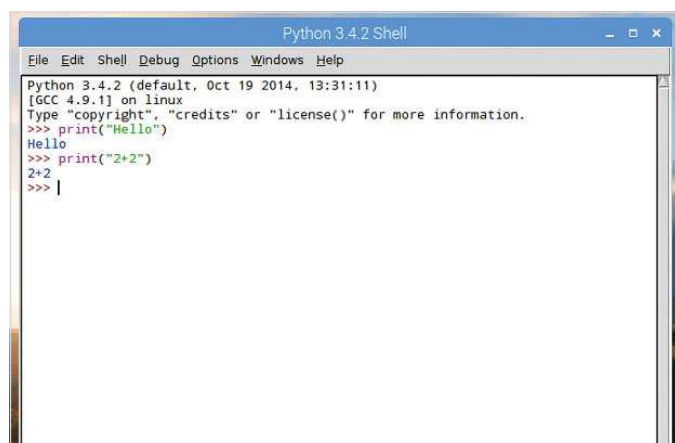 Python 3.4.2 Shell
File Edit Shell Debug Options Windows Help
Python 3.4.2 (default, Oct 19 2014, 13:31:11)
[GCC 4.9.1] on linux
Type "copyright", "credits" or "license()" for more information.
>>> print("Hello")
Hello
>>> print("2+2")
2+2
>>>